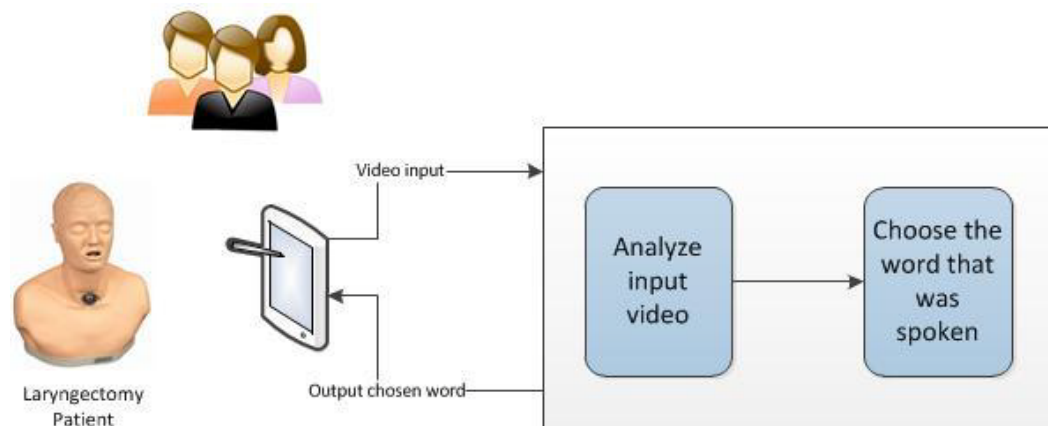 Video input
Analyze
input
video
Choose the
word that
was
spoken
Output chosen word
Laryngectomy
Patient